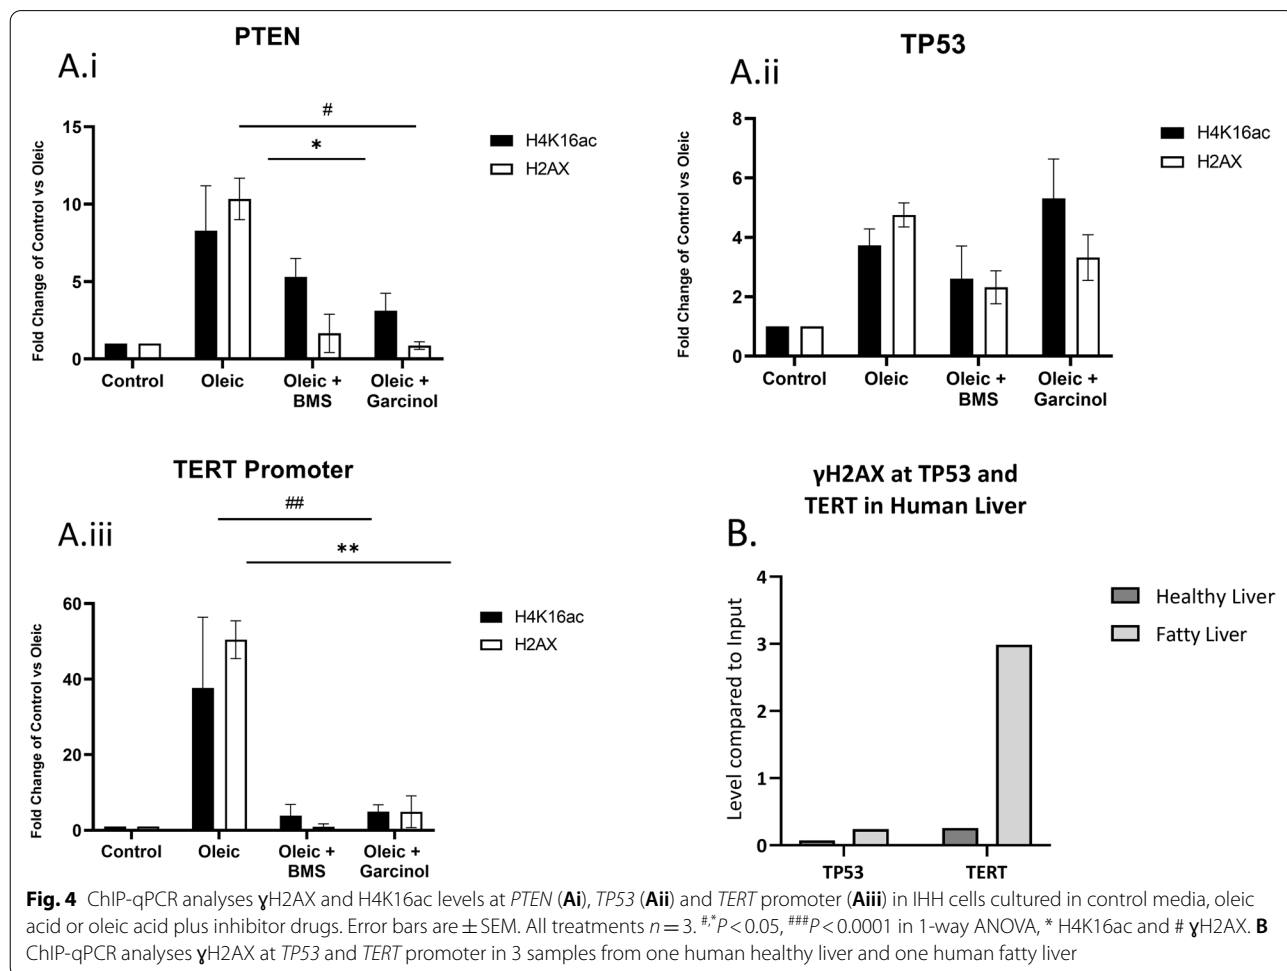 PTEN
A.i
#
*
15
10
5
0
Fold Change of Control vs Oleic
H4K16ac
H2AX
Control
Oleic
Oleic +
BMS
Oleic +
Garcinol
TP53
A.ii
8
6
4
2
0
Fold Change of Control vs Oleic
H4K16ac
H2AX
Control
Oleic
Oleic +
BMS
Oleic +
Garcinol
TERT Promoter
A.iii
##
**
60
40
20
0
Fold Change of Control vs Oleic
H4K16ac
H2AX
Control
Oleic
Oleic +
BMS
Oleic +
Garcinol
γH2AX at TP53 and
TERT in Human Liver
B.
4
3
2
1
0
Level compared to Input
Healthy Liver
Fatty Liver
TP53
TERT
Fig. 4 ChIP-qPCR analyses ɣH2AX and H4K16ac levels at PTEN (Ai), TP53 (Aii) and TERT promoter (Aiii) in IHH cells cultured in control media, oleic
acid or oleic acid plus inhibitor drugs. Error bars are ± SEM. All treatments n = 3. #,*P < 0.05, ###P < 0.0001 in 1-way ANOVA, * H4K16ac and # ɣH2AX. B
ChIP-qPCR analyses ɣH2AX at TP53 and TERT promoter in 3 samples from one human healthy liver and one human fatty liver